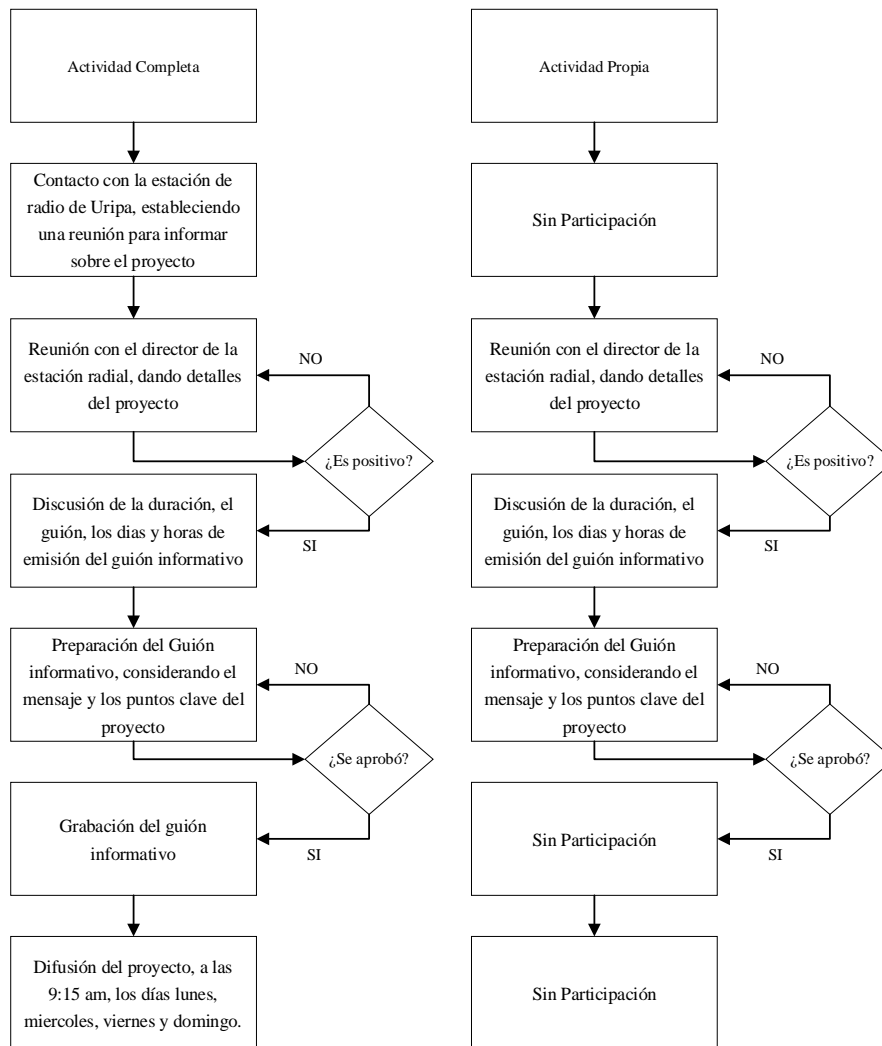 Actividad Completa
Contacto con la estación de
radio de Uripa, estableciendo
una reunión para informar
sobre el proyecto
Reunión con el director de la
estación radial, dando detalles
del proyecto
NO
¿Es positivo?
Discusión de la duración, el
guión, los dias y horas de
emisión del guión informativo
SI
Preparación del Guión
informativo, considerando el
mensaje y los puntos clave del
proyecto
NO
¿Se aprobó?
Grabación del guión
informativo
SI
Difusión del proyecto, a las
9:15 am, los días lunes,
miercoles, viernes y domingo.
Actividad Propia
Sin Participación
Reunión con el director de la
estación radial, dando detalles
del proyecto
NO
¿Es positivo?
Discusión de la duración, el
guión, los dias y horas de
emisión del guión informativo
SI
Preparación del Guión
informativo, considerando el
mensaje y los puntos clave del
proyecto
NO
¿Se aprobó?
Sin Participación
SI
Sin Participación